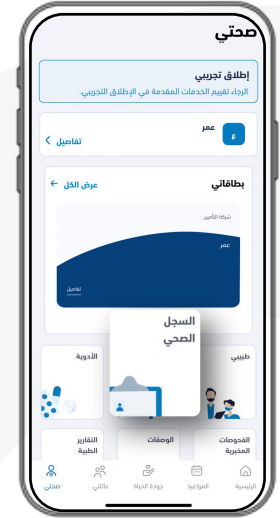 صحتي
إطلاق تجريبي
الرجاء تقييم الخدمات المقدمة في الإطلاق التجريبي.
عمر
ع
تفاصيل
بطاقاتي
عرض الكل
شركة التأمين
عمر
تفاصيل
السجل
الصحي
طبيبي
الأدوية
الفحوصات
المخبرية
الوصفات
التقارير
الطبية
الرئيسية
المواعيد
جودة الحياة
عائلتي
صحتي